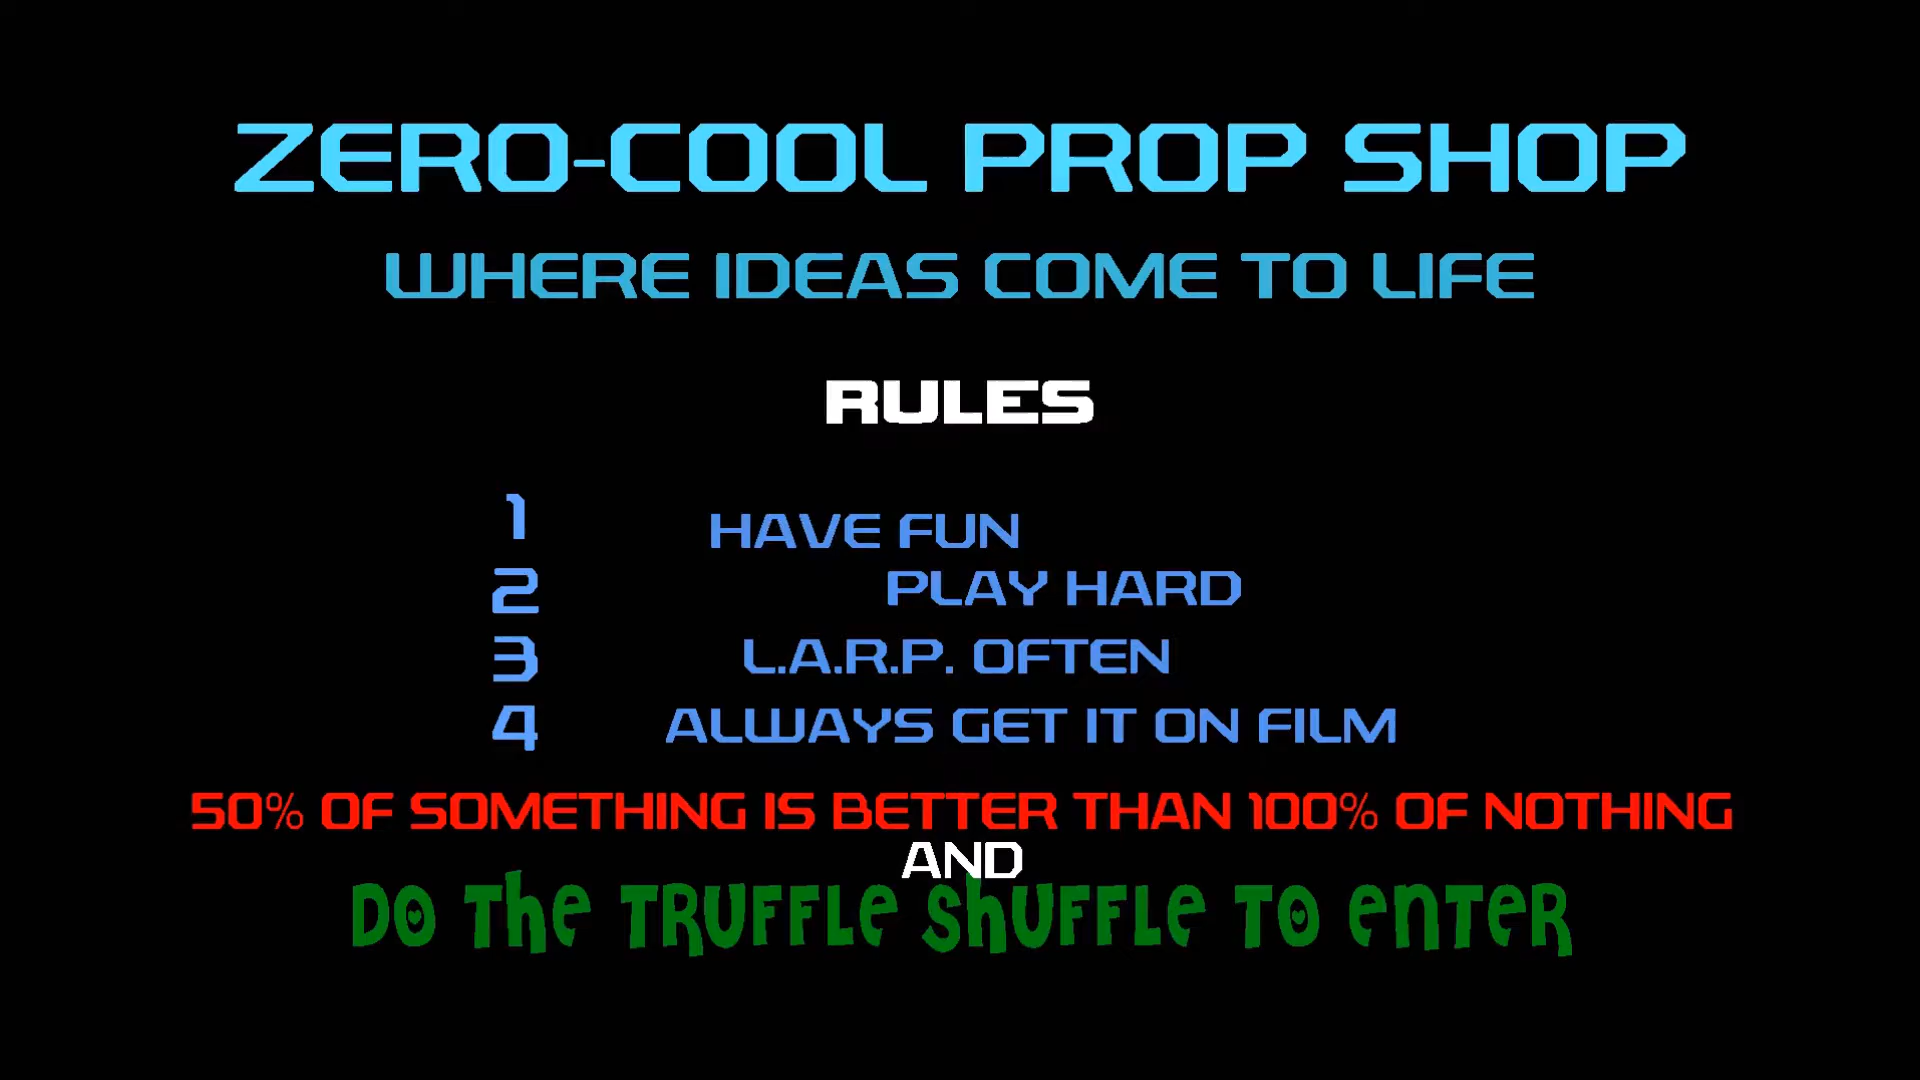 ZERO-COOL PROP SHOP
WHERE IDEAS COME TO LIFE
RULES
1 HAVE FUN
2 PLAY HARD
3 L.A.R.P. OFTEN
4 ALWAYS GET IT ON FILM
50% OF SOMETHING IS BETTER THAN 100% OF NOTHING
AND
DO The TRUFFLe ShUFFLe TO enTeR